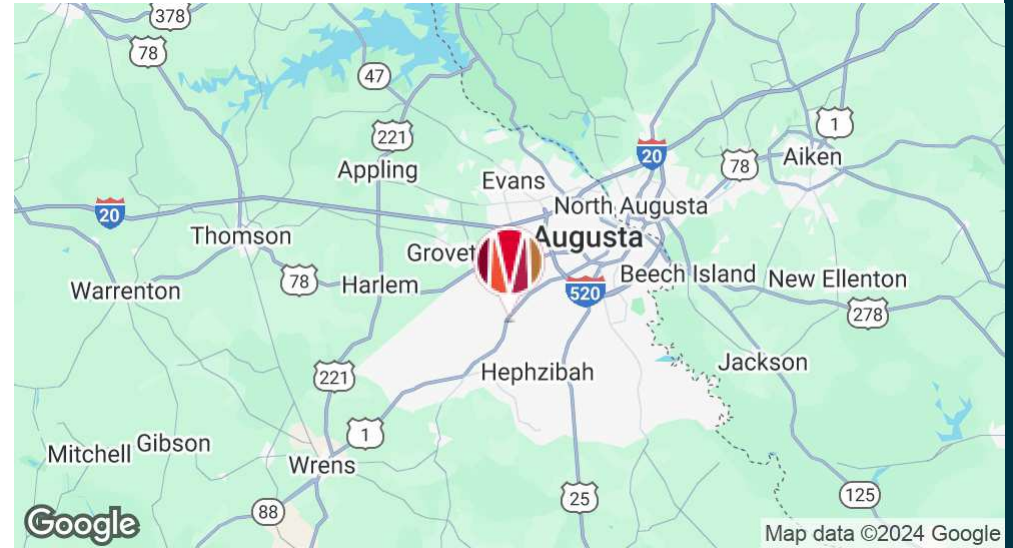 378
78
47
221
1
20
78
Aiken
Appling
Evans
20
North Augusta
Thomson
Augusta
Grovet
Beech Island
New Ellenton
78
Harlem
520
Warrenton
278
Jackson
221
Hephzibah
1
Mitchell
Gibson
Wrens
25
125
88
Google
Map data ©2024 Google